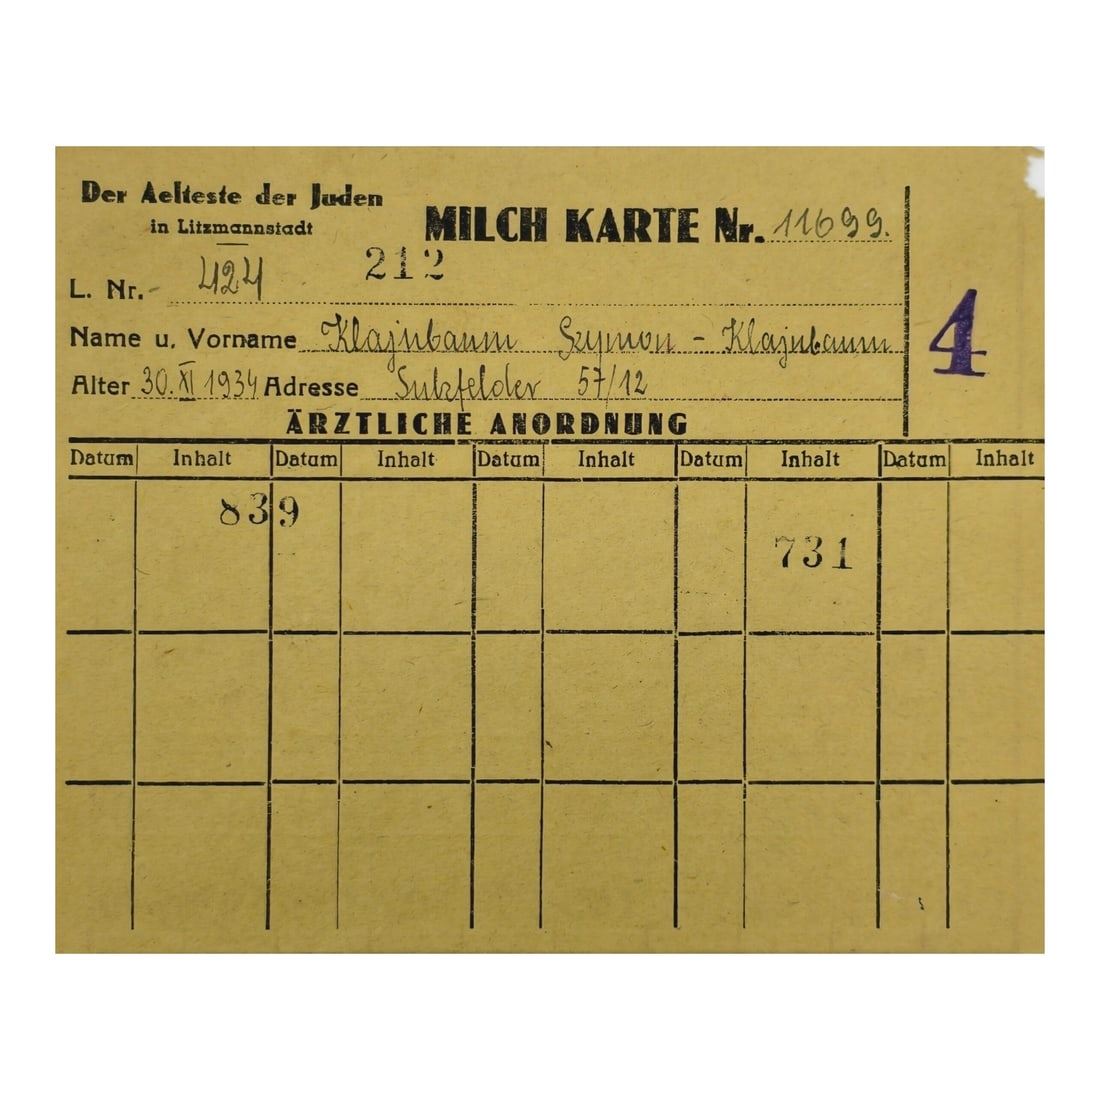 Der Aelteste der Juden
in Litzmannstadt
MILCH KARTE Nr. 11699.
L. Nr. - 424 212
4
Name u. Vorname Klajnbaum Szymon - Klajnbaum
Alter 30. XI 1934 Adresse Sulzfelder 57/12
ÄRZTLICHE ANORDNUNG
Datum Inhalt Datum Inhalt Datum Inhalt Datum Inhalt Datum Inhalt
839
731